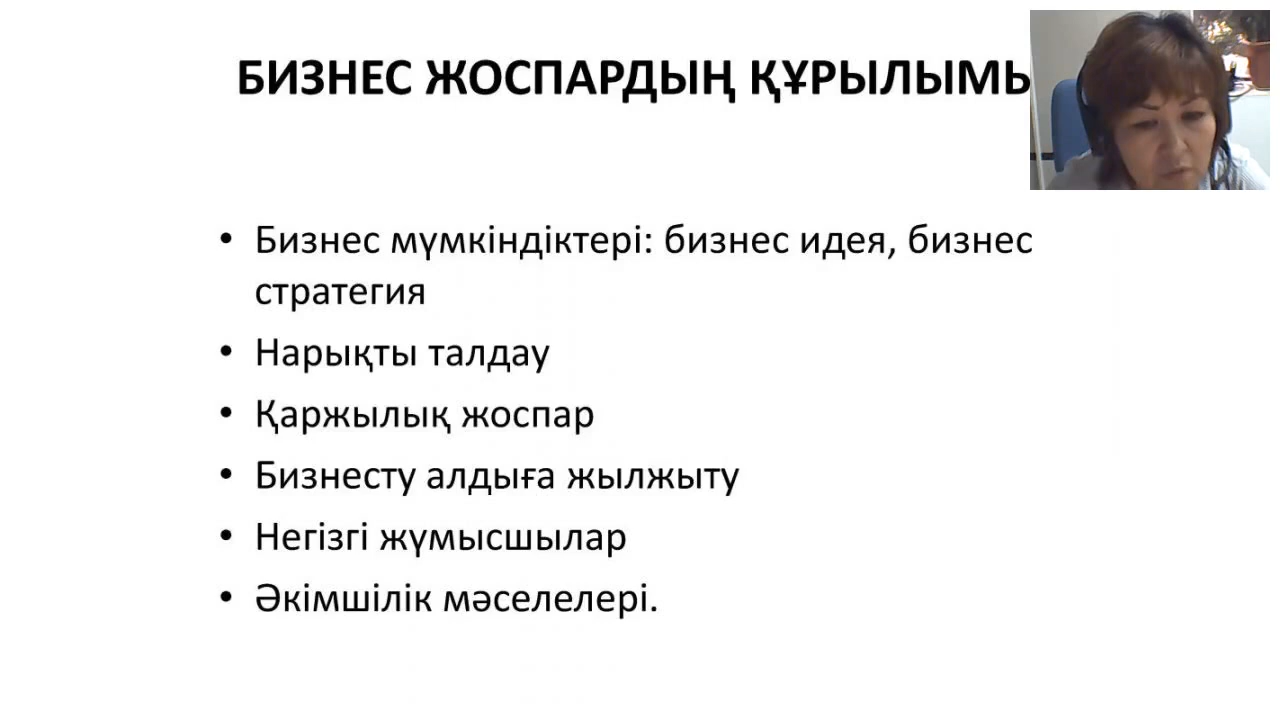 БИЗНЕС ЖОСПАРДЫҢ ҚҰРЫЛЫМЫ
• Бизнес мүмкіндіктері: бизнес идея, бизнес
стратегия
• Нарықты талдау
• Қаржылық жоспар
• Бизнесту алдыға жылжыту
• Негізгі жүмысшылар
• Әкімшілік мәселелері.